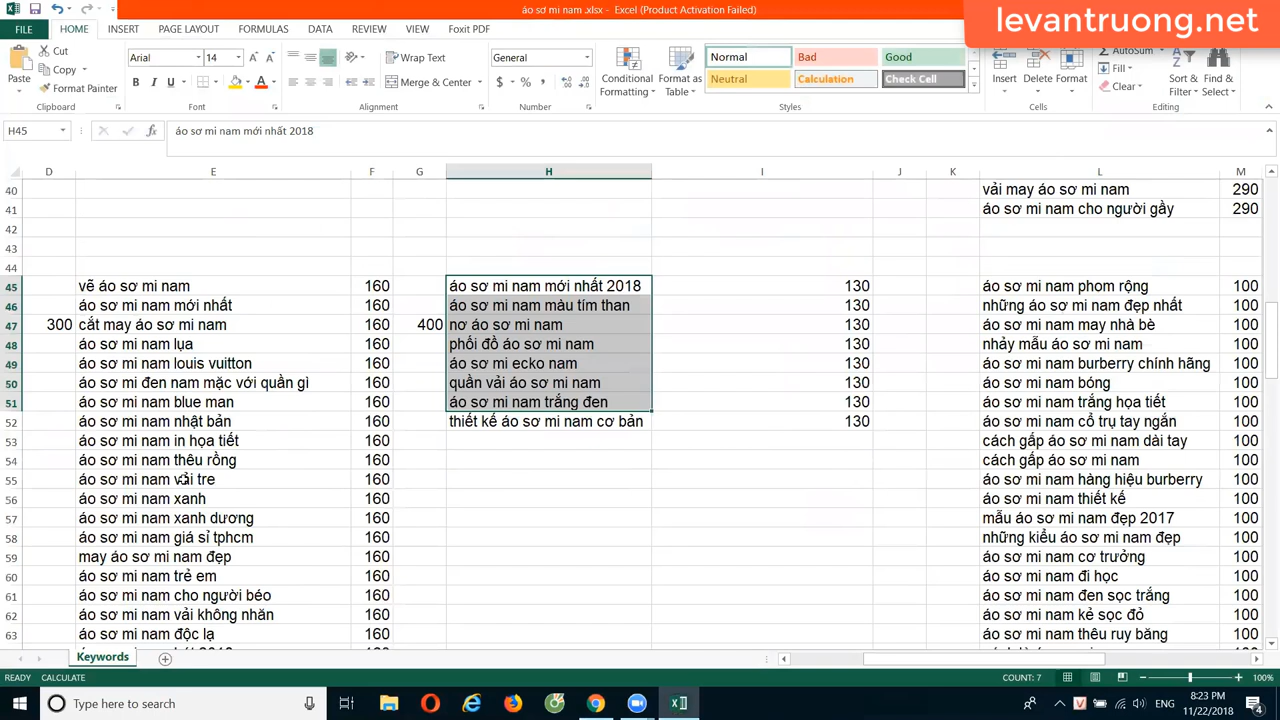 áo sơ mi nam .xlsx - Excel (Product Activation Failed)
levantruong.net
FILE HOME INSERT PAGE LAYOUT FORMULAS DATA REVIEW VIEW Foxit PDF
Paste
Cut
Copy
Format Painter
Arial 14
B I U
Wrap Text
Merge & Center
General
$ % ,
Conditional Formatting
Format as Table
Normal Bad Good
Neutral Calculation Check Cell
Insert Delete Format
AutoSum
Fill
Clear
Sort & Filter
Find & Select
Clipboard Font Alignment Number Styles Cells Editing
H45 fx áo sơ mi nam mới nhất 2018
D E F G H I J K L M
40 vải may áo sơ mi nam 290
41 áo sơ mi nam cho người gầy 290
42
43
44
45 vẽ áo sơ mi nam 160 áo sơ mi nam mới nhất 2018 130 áo sơ mi nam phom rộng 100
46 áo sơ mi nam mới nhất 160 áo sơ mi nam màu tím than 130 những áo sơ mi nam đẹp nhất 100
47 300 cắt may áo sơ mi nam 160 400 nơ áo sơ mi nam 130 áo sơ mi nam may nhà bè 100
48 áo sơ mi nam lụa 160 phối đồ áo sơ mi nam 130 nhảy mẫu áo sơ mi nam 100
49 áo sơ mi nam louis vuitton 160 áo sơ mi ecko nam 130 áo sơ mi nam burberry chính hãng 100
50 áo sơ mi đen nam mặc với quần gì 160 quần vải áo sơ mi nam 130 áo sơ mi nam bóng 100
51 áo sơ mi nam blue man 160 áo sơ mi nam trắng đen 130 áo sơ mi nam trắng họa tiết 100
52 áo sơ mi nam nhật bản 160 thiết kế áo sơ mi nam cơ bản 130 áo sơ mi nam cổ trụ tay ngắn 100
53 áo sơ mi nam in họa tiết 160 cách gấp áo sơ mi nam dài tay 100
54 áo sơ mi nam thêu rồng 160 cách gấp áo sơ mi nam 100
55 áo sơ mi nam vải tre 160 áo sơ mi nam hàng hiệu burberry 100
56 áo sơ mi nam xanh 160 áo sơ mi nam thiết kế 100
57 áo sơ mi nam xanh dương 160 mẫu áo sơ mi nam đẹp 2017 100
58 áo sơ mi nam giá sỉ tphcm 160 những kiểu áo sơ mi nam đẹp 100
59 may áo sơ mi nam đẹp 160 áo sơ mi nam cơ trưởng 100
60 áo sơ mi nam trẻ em 160 áo sơ mi nam đi học 100
61 áo sơ mi nam cho người béo 160 áo sơ mi nam đen sọc trắng 100
62 áo sơ mi nam vải không nhăn 160 áo sơ mi nam kẻ sọc đỏ 100
63 áo sơ mi nam độc lạ 160 áo sơ mi nam thêu ruy băng 100
Keywords
READY CALCULATE COUNT: 7 100%
Type here to search
ENG
8:23 PM
11/22/2018
4